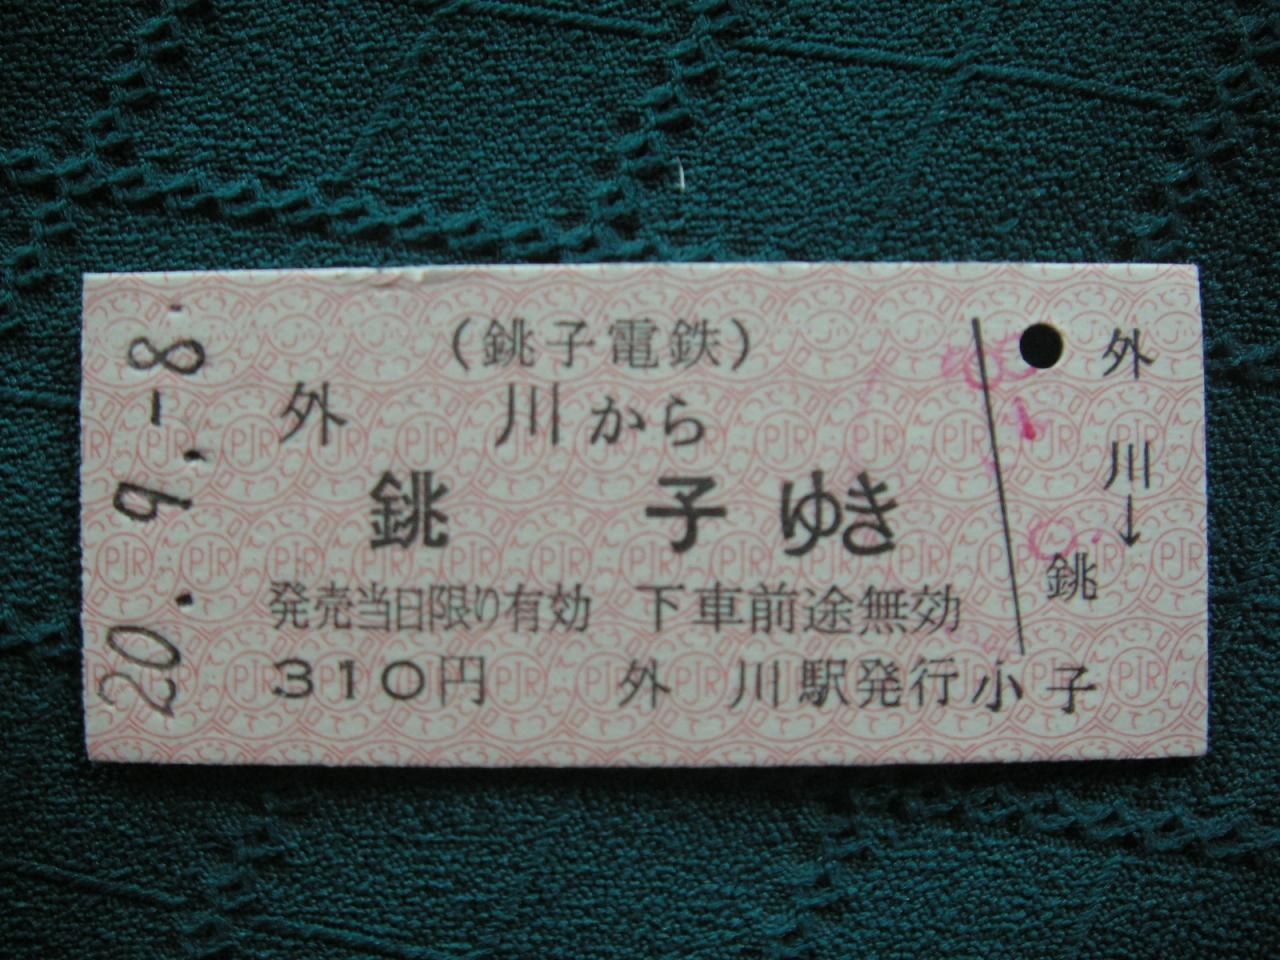 20.9.-8
(銚子電鉄)
外川から
銚子ゆき
発売当日限り有効 下車前途無効
310円 外川駅発行
小
外川→銚子